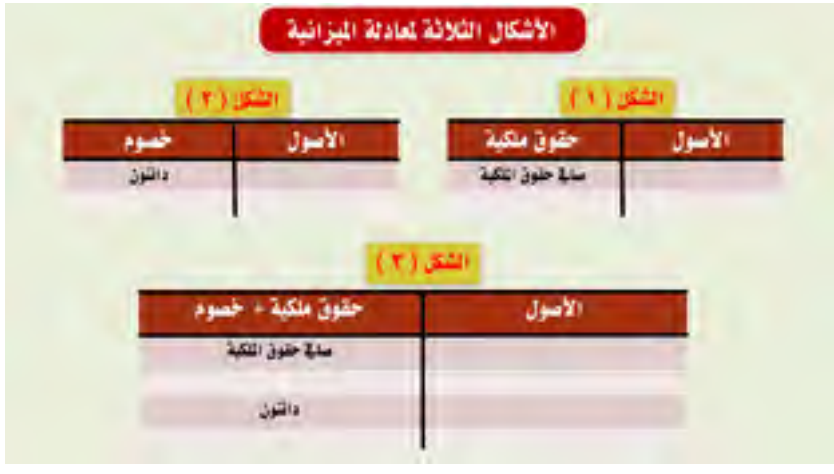 الأشكال الثلاثة لمعادلة الميزانية
الشكل ( ١ )
الأصول حقوق ملكية
صافي حقوق الملكية
الشكل ( ٢ )
الأصول خصوم
دائنون
الشكل ( ٣ )
الأصول حقوق ملكية + خصوم
صافي حقوق الملكية
دائنون